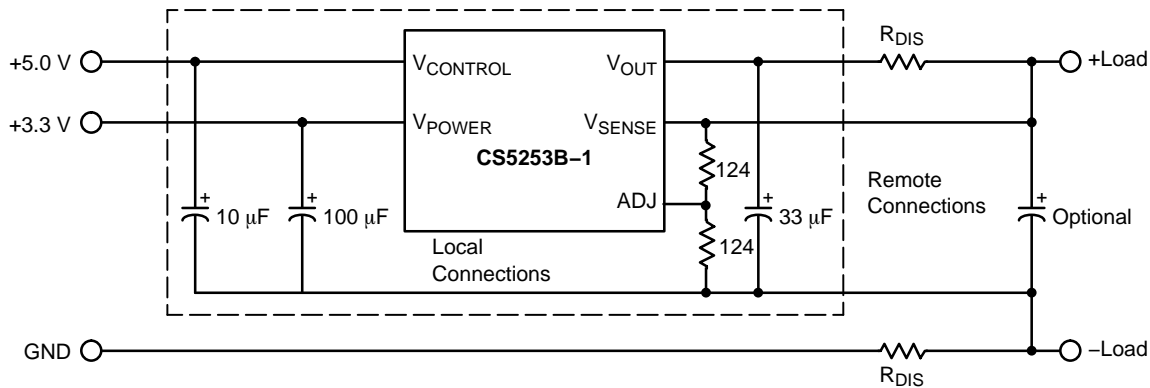 R_DIS
+5.0 V
V_CONTROL
V_OUT
+Load
+3.3 V
V_POWER
V_SENSE
CS5253B−1
124
ADJ
Remote
Connections
+
10 μF
+
100 μF
+
33 μF
+
Optional
Local
Connections
124
GND
−Load
R_DIS